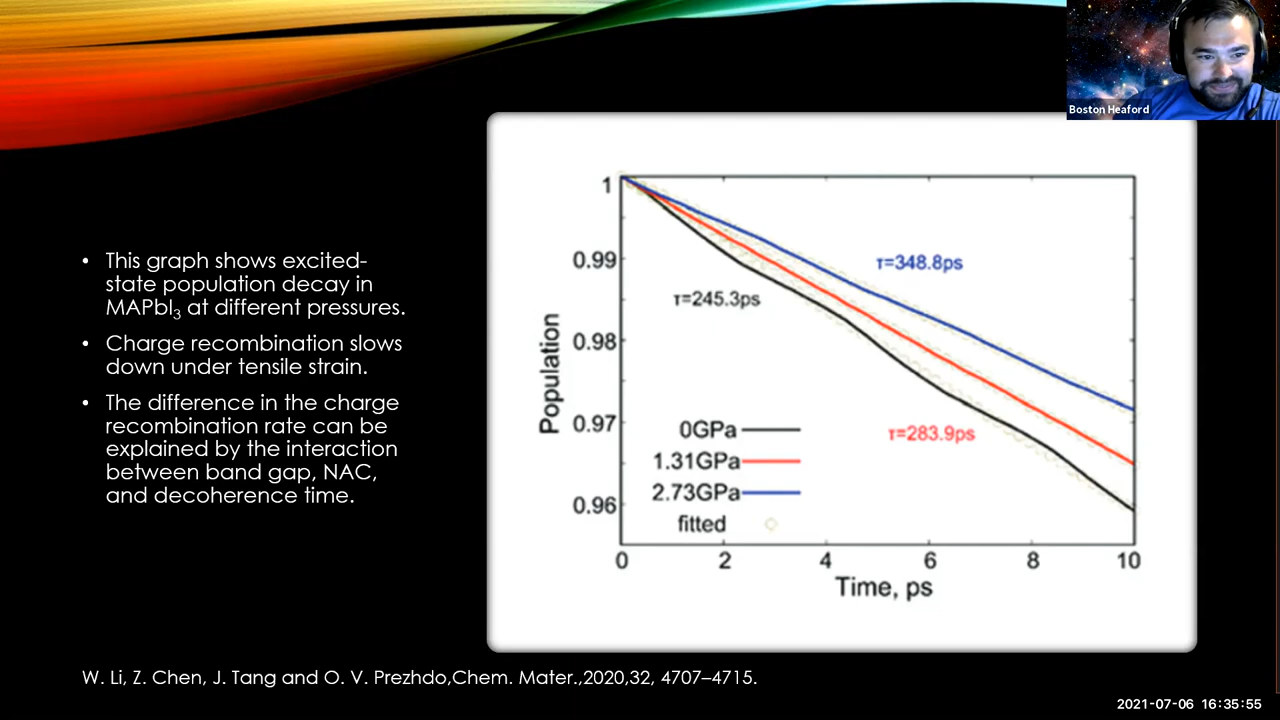 Boston Heaford
• This graph shows excited-
state population decay in
MAPbI₃ at different pressures.
• Charge recombination slows
down under tensile strain.
• The difference in the charge
recombination rate can be
explained by the interaction
between band gap, NAC,
and decoherence time.
1
0.99
0.98
0.97
0.96
Population
τ=348.8ps
τ=245.3ps
τ=283.9ps
0GPa
1.31GPa
2.73GPa
fitted
0 2 4 6 8 10
Time, ps
W. Li, Z. Chen, J. Tang and O. V. Prezhdo,Chem. Mater.,2020,32, 4707–4715.
2021-07-06 16:35:55